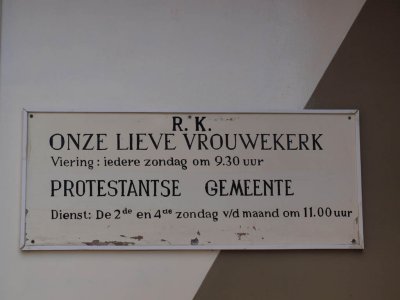 R. K.
ONZE LIEVE VROUWEKERK
Viering: iedere zondag om 9.30 uur
PROTESTANTSE GEMEENTE
Dienst: De 2de en 4de zondag v/d maand om 11.00 uur